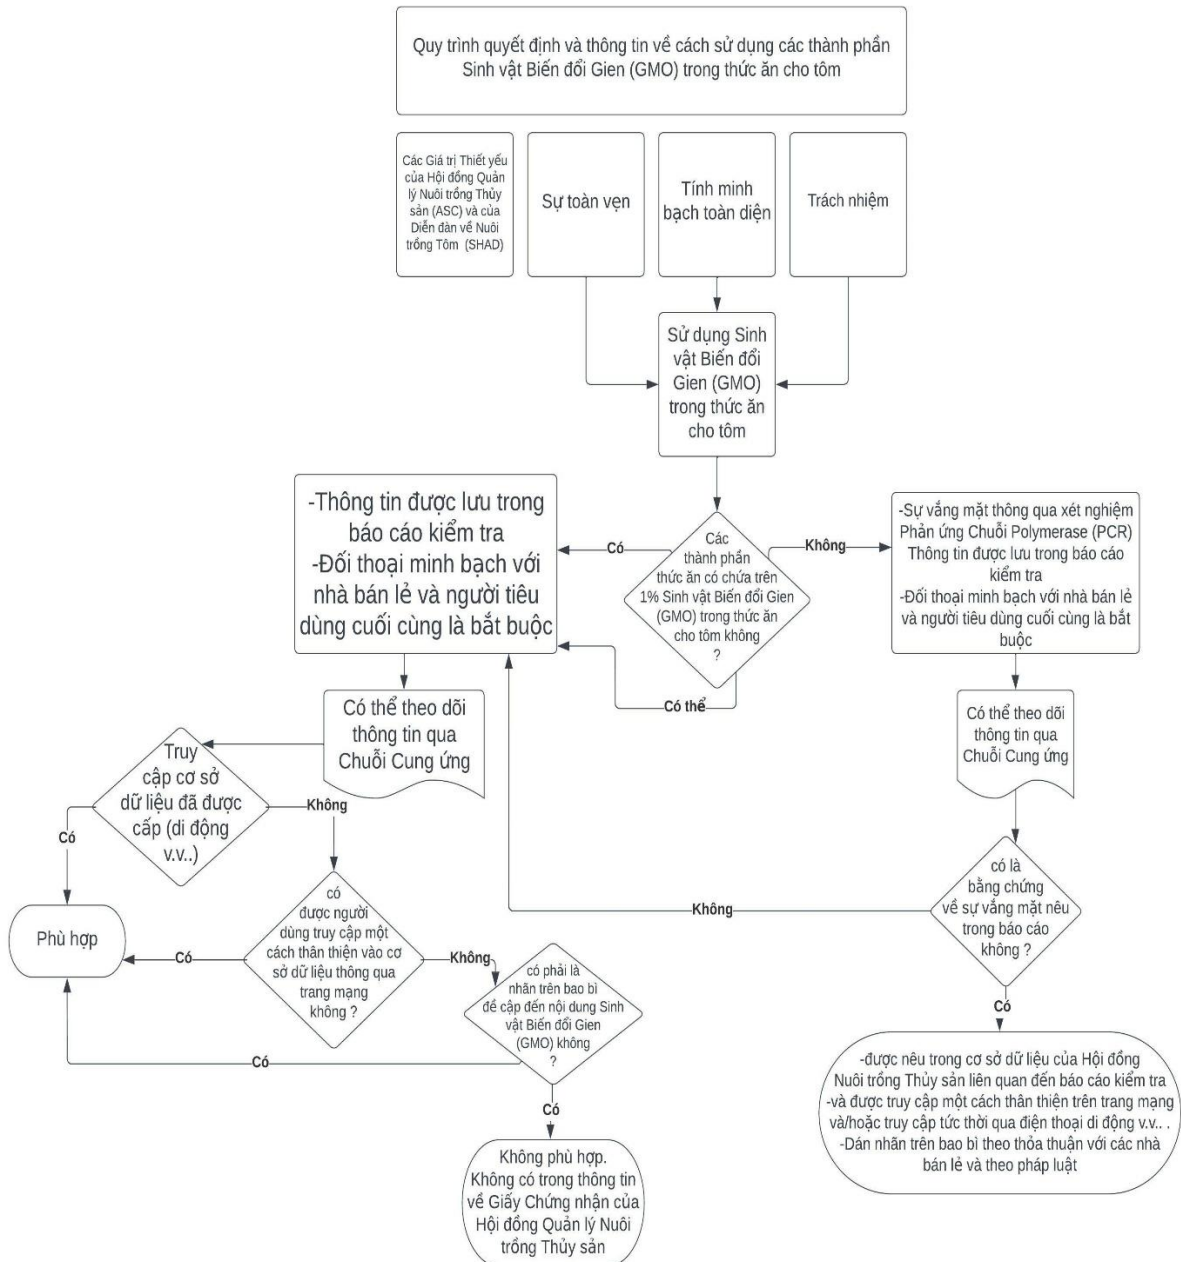 Quy trình quyết định và thông tin về cách sử dụng các thành phần
Sinh vật Biến đổi Gien (GMO) trong thức ăn cho tôm
Các Giá trị Thiết yếu
của Hội đồng Quản
lý Nuôi trồng Thủy
sản (ASC) và của
Diễn đàn về Nuôi
trồng Tôm (SHAD)
Sự toàn vẹn
Tính minh
bạch toàn diện
Trách nhiệm
Sử dụng Sinh
vật Biến đổi
Gien (GMO)
trong thức ăn
cho tôm
-Thông tin được lưu trong
báo cáo kiểm tra
-Đối thoại minh bạch với
nhà bán lẻ và người tiêu
dùng cuối cùng là bắt buộc
Có
Các
thành phần
thức ăn có chứa trên
1% Sinh vật Biến đổi Gien
(GMO) trong thức ăn
cho tôm không
?
Không
-Sự vắng mặt thông qua xét nghiệm
Phản ứng Chuỗi Polymerase (PCR)
Thông tin được lưu trong báo cáo
kiểm tra
-Đối thoại minh bạch với nhà bán lẻ
và người tiêu dùng cuối cùng là bắt
buộc
Có thể
Có thể theo dõi
thông tin qua
Chuỗi Cung ứng
Có thể theo dõi
thông tin qua
Chuỗi Cung ứng
Truy
cập cơ sở
dữ liệu đã được
cấp (di động
v.v..)
Không
Có
Phù hợp
có
được người
dùng truy cập một
cách thân thiện vào cơ
sở dữ liệu thông qua
trang mạng
không ?
Có
Không
có phải là
nhãn trên bao bì
đề cập đến nội dung Sinh
vật Biến đổi Gien
(GMO) không
?
Có
Không
có là
bằng chứng
về sự vắng mặt nêu
trong báo cáo
không ?
Có
Có
Không phù hợp.
Không có trong thông tin
về Giấy Chứng nhận của
Hội đồng Quản lý Nuôi
trồng Thủy sản
-được nêu trong cơ sở dữ liệu của Hội đồng
Nuôi trồng Thủy sản liên quan đến báo cáo kiểm tra
-và được truy cập một cách thân thiện trên trang mạng
và/hoặc truy cập tức thời qua điện thoại di động v.v.. .
-Dán nhãn trên bao bì theo thỏa thuận với các nhà
bán lẻ và theo pháp luật